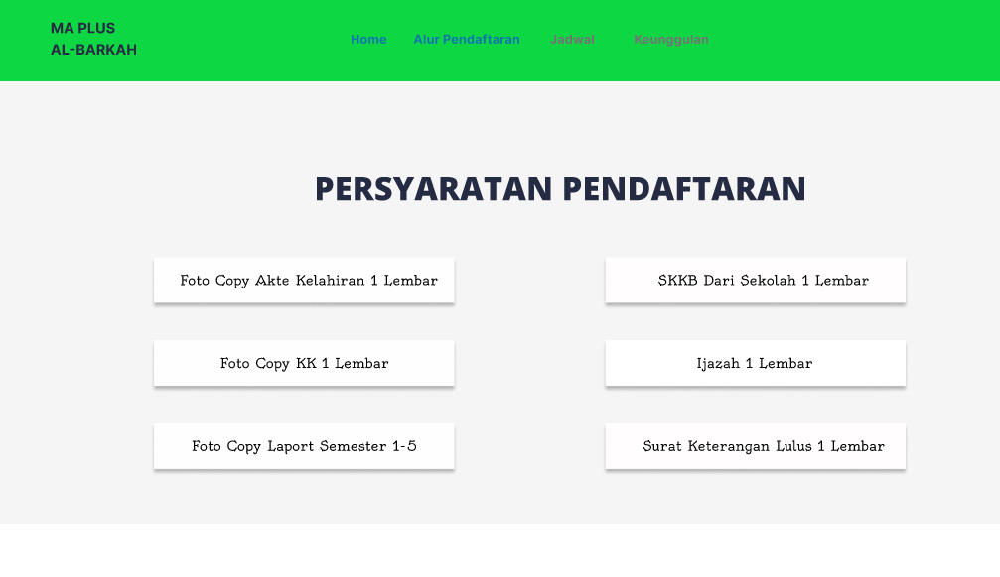 MA PLUS
AL-BARKAH
Home Alur Pendaftaran Jadwal Keunggulan
PERSYARATAN PENDAFTARAN
Foto Copy Akte Kelahiran 1 Lembar
SKKB Dari Sekolah 1 Lembar
Foto Copy KK 1 Lembar
Ijazah 1 Lembar
Foto Copy Laport Semester 1-5
Surat Keterangan Lulus 1 Lembar